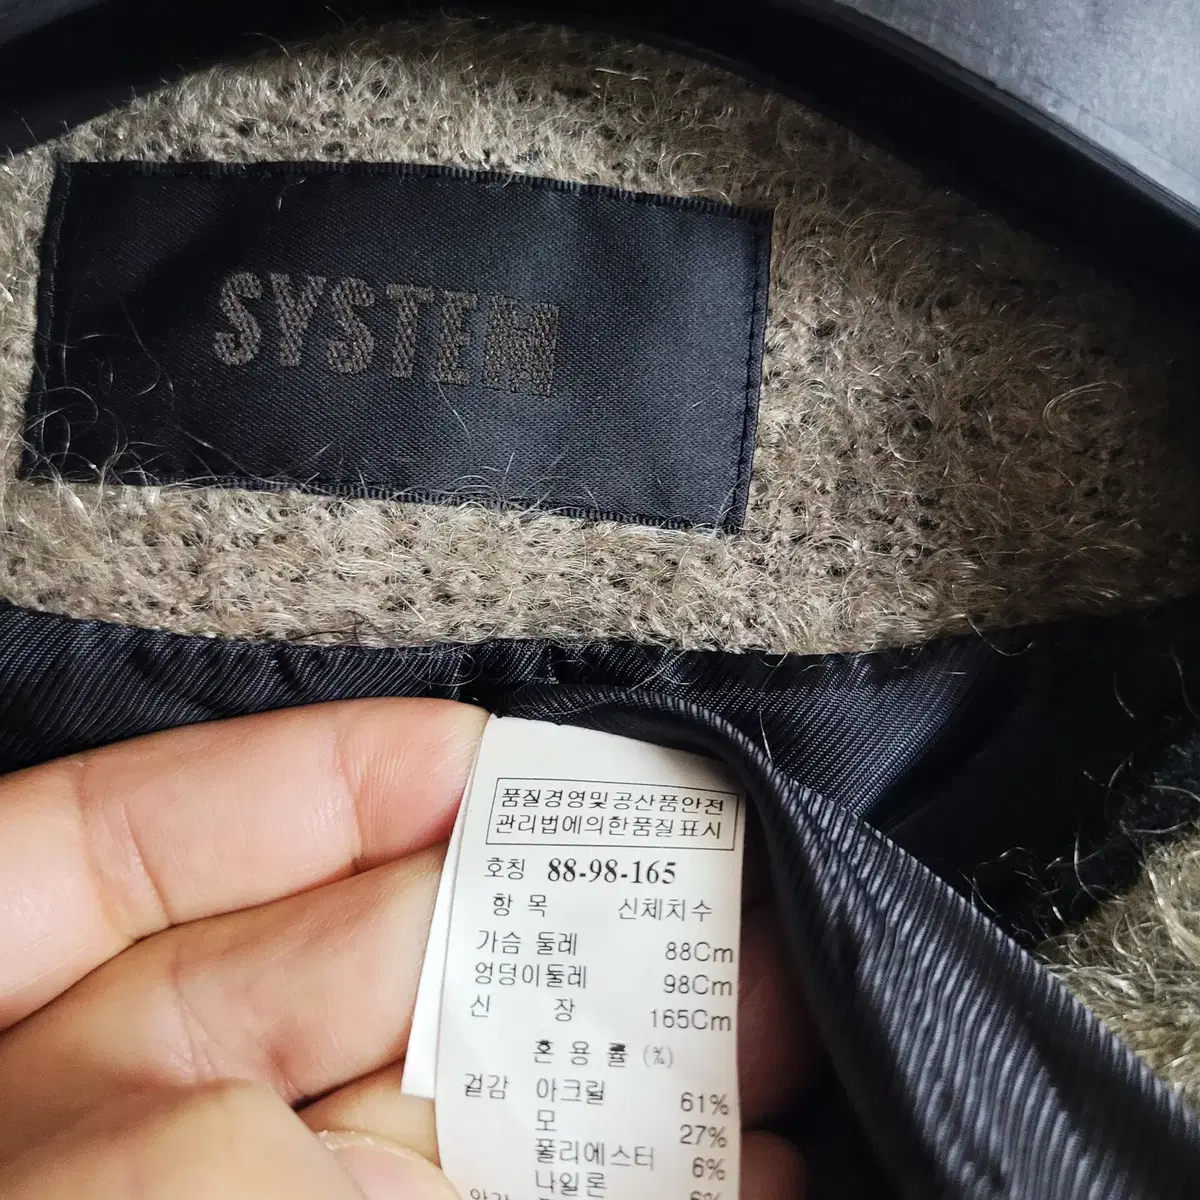 SYSTEM
품질경영및공산품안전
관리법에의한품질표시
호칭 88-98-165
항 목 신체치수
가슴 둘레 88Cm
엉덩이둘레 98Cm
신 장 165Cm
혼 용 률 (%)
겉감 아크릴 61%
모 27%
폴리에스터 6%
나일론 6%